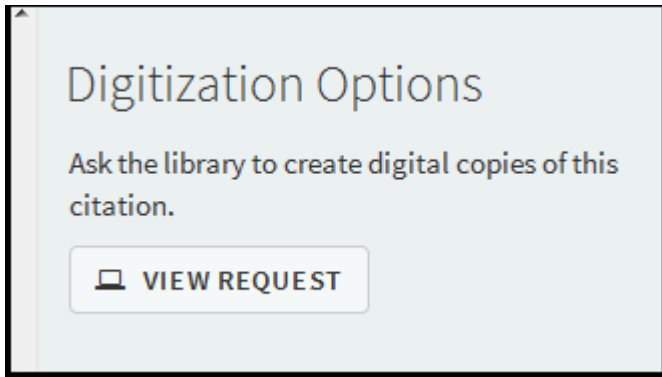 Digitization Options
Ask the library to create digital copies of this
citation.
VIEW REQUEST